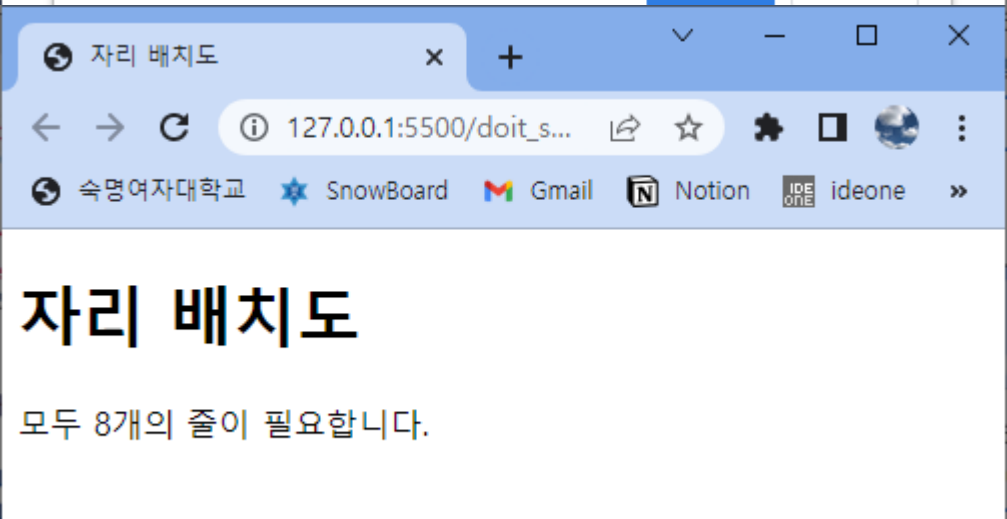 자리 배치도
127.0.0.1:5500/doit_s...
숙명여자대학교 SnowBoard Gmail Notion ideone »
자리 배치도
모두 8개의 줄이 필요합니다.